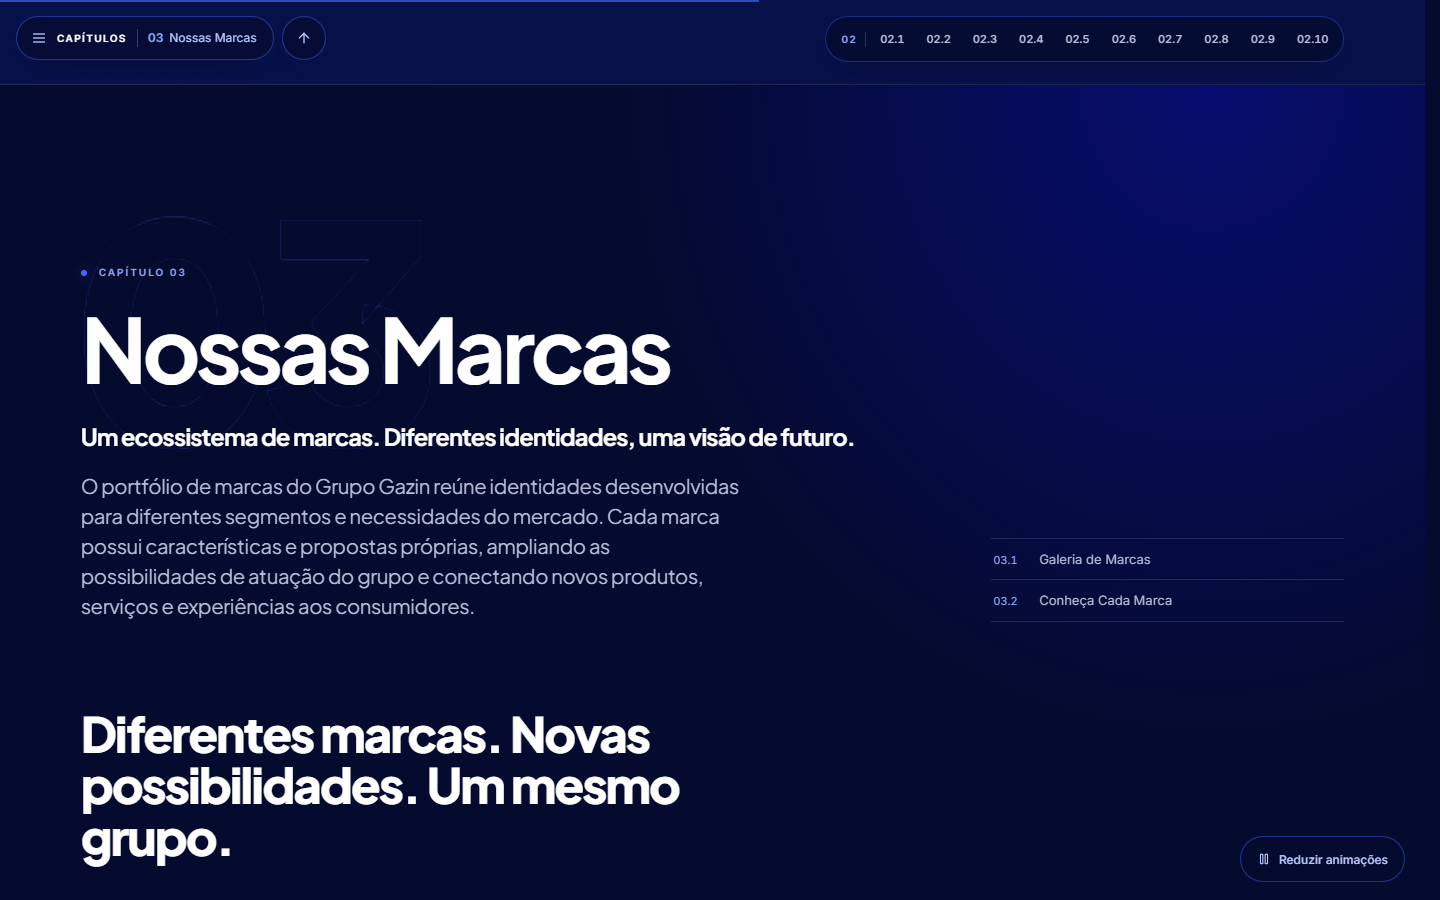 CAPÍTULOS 03 Nossas Marcas
02 02.1 02.2 02.3 02.4 02.5 02.6 02.7 02.8 02.9 02.10
03
CAPÍTULO 03
Nossas Marcas
Um ecossistema de marcas. Diferentes identidades, uma visão de futuro.
O portfólio de marcas do Grupo Gazin reúne identidades desenvolvidas
para diferentes segmentos e necessidades do mercado. Cada marca
possui características e propostas próprias, ampliando as
possibilidades de atuação do grupo e conectando novos produtos,
serviços e experiências aos consumidores.
03.1 Galeria de Marcas
03.2 Conheça Cada Marca
Diferentes marcas. Novas
possibilidades. Um mesmo
grupo.
Reduzir animações